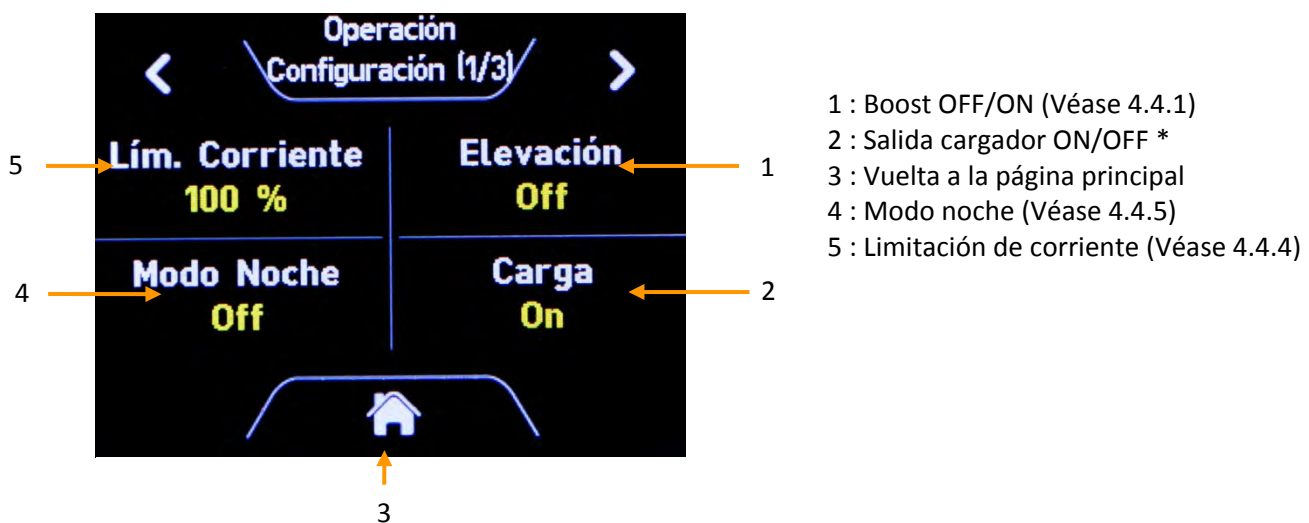 Operación
Configuración (1/3)
Lím. Corriente
100 %
Elevación
Off
Modo Noche
Off
Carga
On
5
1
4
2
3
1 : Boost OFF/ON (Véase 4.4.1)
2 : Salida cargador ON/OFF *
3 : Vuelta a la página principal
4 : Modo noche (Véase 4.4.5)
5 : Limitación de corriente (Véase 4.4.4)